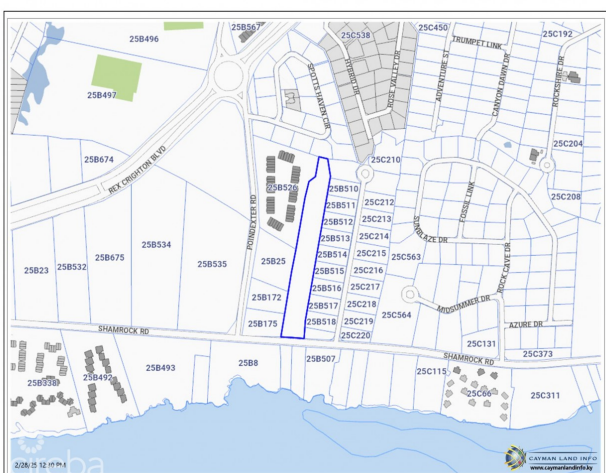 25B567
25C450
25C192
25B496
25C538
TRUMPET LINK
HYBRID DR
ROSE VALLEY DR
ADVENTURE ST
CANYON DAWN DR
ROCKSHIRE DR
SPOTTS HAVEN CIR
25B497
25C204
25B674
REX CRIGHTON BLVD
25C210
25B526
25B510
25C208
25B511
25C212
FOSSIL LINK
25B512
25C213
POINDEXTER RD
25B534
25B513
25C214
SUNBLAZE DR
25B675
25B25
25B514
25C215
25C563
25B535
25B515
25C216
ROCK CAVE DR
25B23
25B532
25B516
25C217
25B172
25B517
25C218
MIDSUMMER DR
25B175
25B518
25C219
25C564
AZURE DR
SHAMROCK RD
25C220
25C131
25B507
SHAMROCK RD
25C373
25B8
25B493
25C115
25B338
25B492
25C66
25C311
ciroba
2/28/25 12:10 PM
CAYMAN LAND INFO
www.caymanlandinfo.ky